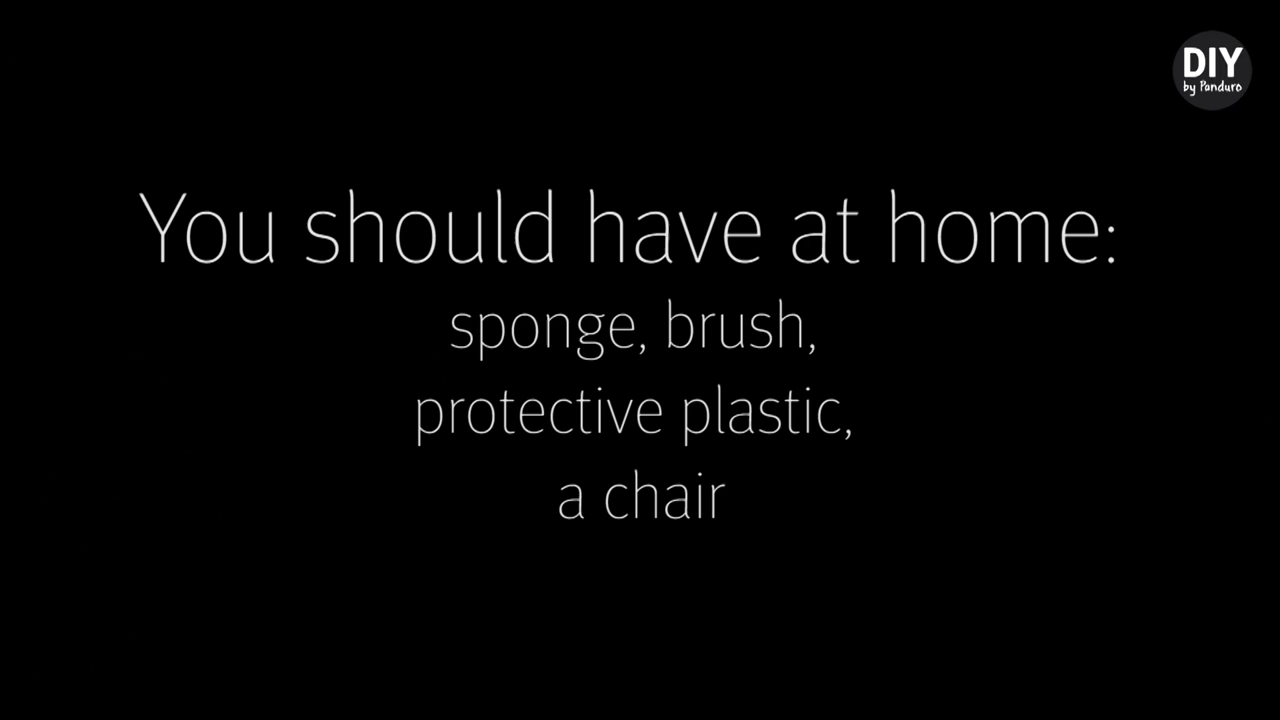 DIY
by Panduro
You should have at home:
sponge, brush,
protective plastic,
a chair